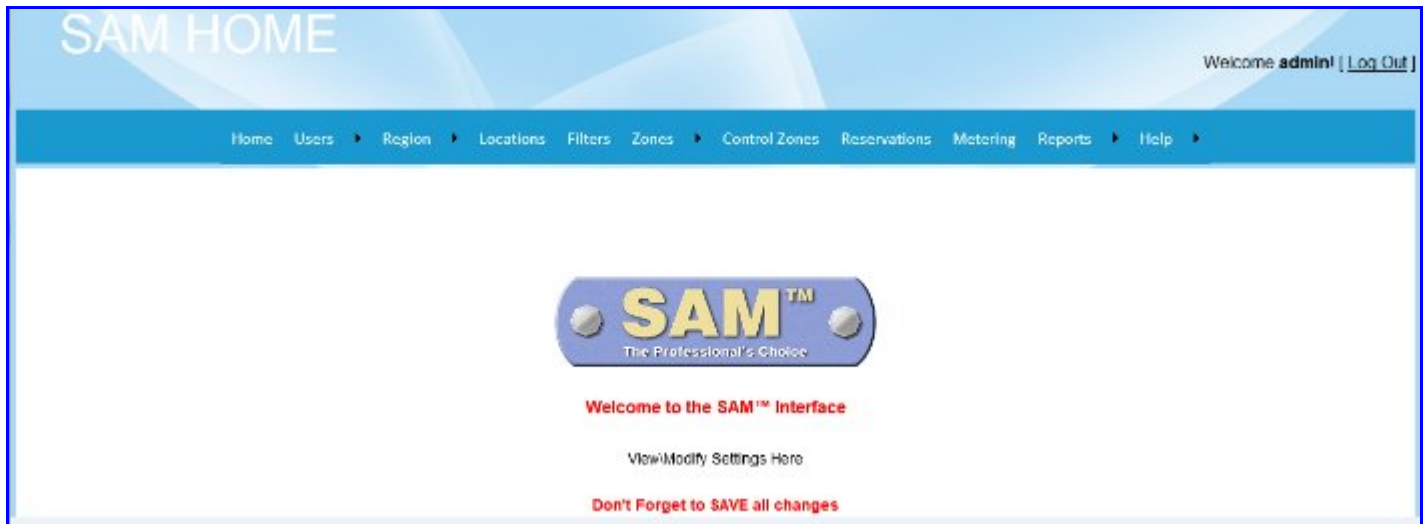 SAM HOME
Welcome admin! [ Log Out ]
Home Users Region Locations Filters Zones Control Zones Reservations Metering Reports Help
SAM™
The Professional's Choice
Welcome to the SAM™ Interface
View\Modify Settings Here
Don't Forget to SAVE all changes